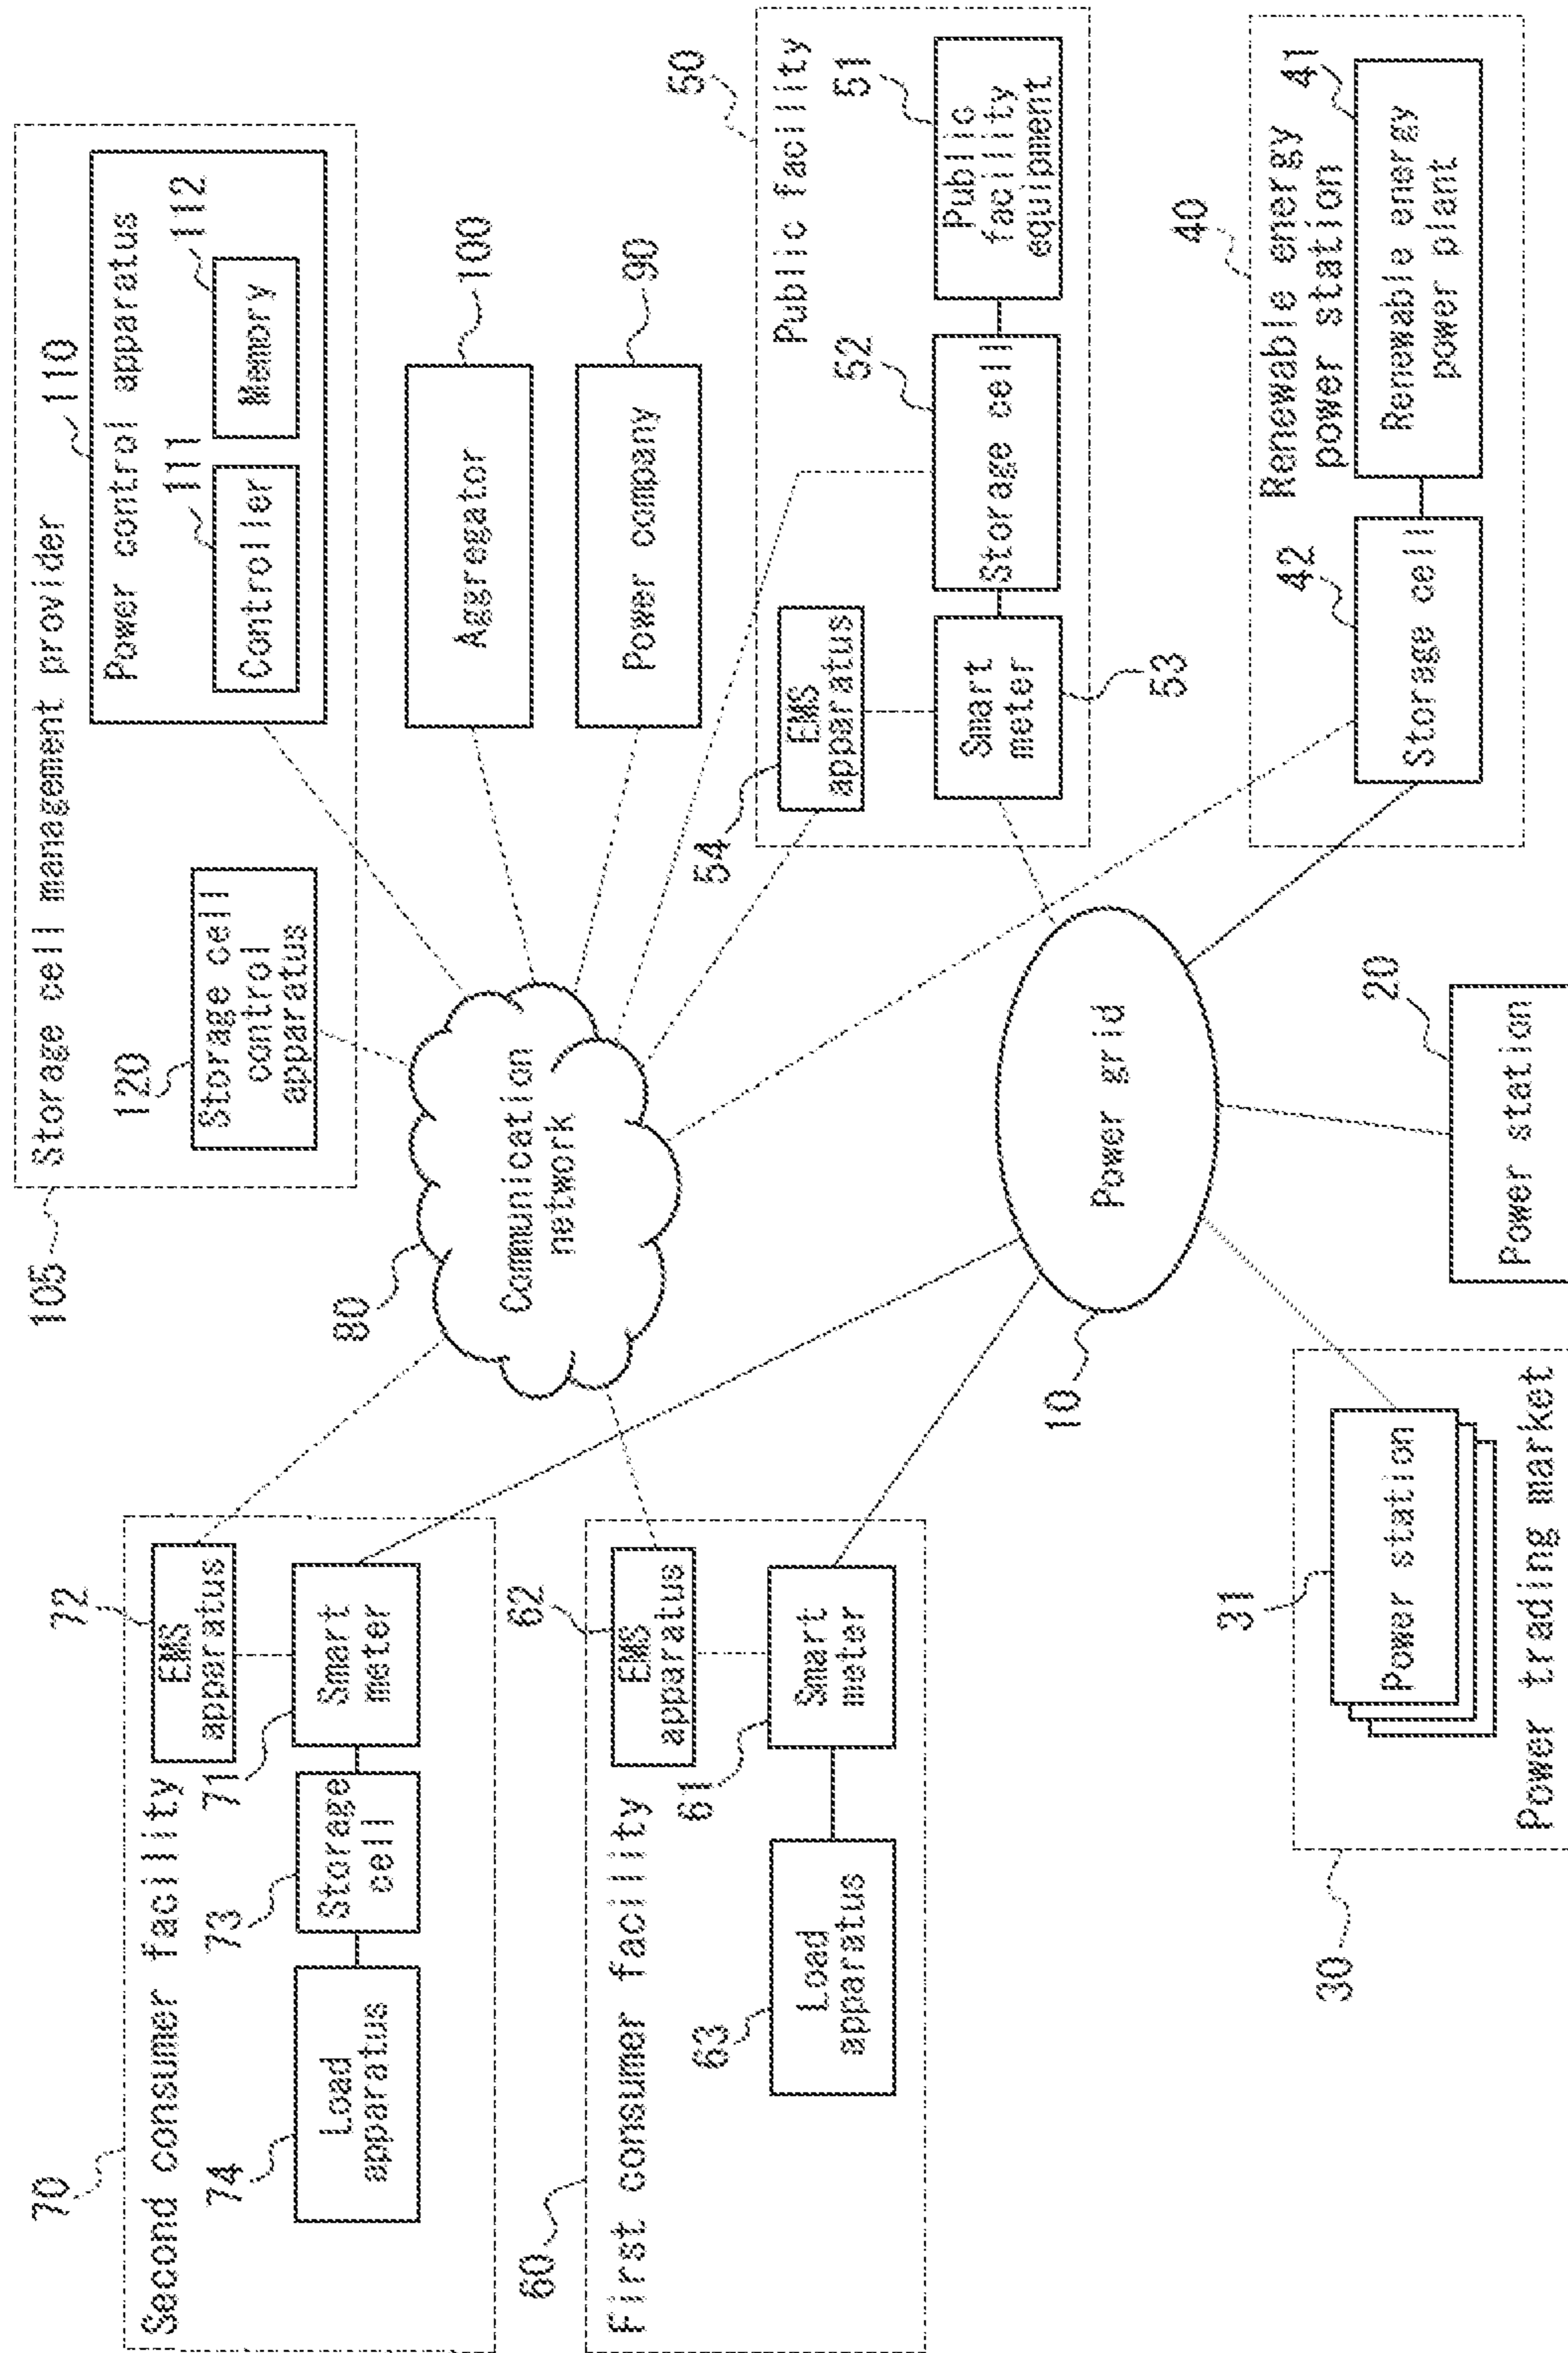 105
Storage cell management provider
120
Storage cell
control
apparatus
110
Power control apparatus
111
Controller
112
Memory
70
Second consumer facility
72
EMS
apparatus
71
Smart
meter
73
Storage
cell
74
Load
apparatus
80
Communication
network
Aggregator
100
Power company
90
60
First consumer facility
62
EMS
apparatus
61
Smart
meter
63
Load
apparatus
50
Public facility
54
EMS
apparatus
Smart
meter
53
52
Storage cell
51
Public
facility
equipment
10
Power grid
40
Renewable energy
power station
42
Storage cell
41
Renewable energy
power plant
30
31
Power station
Power trading market
20
Power station